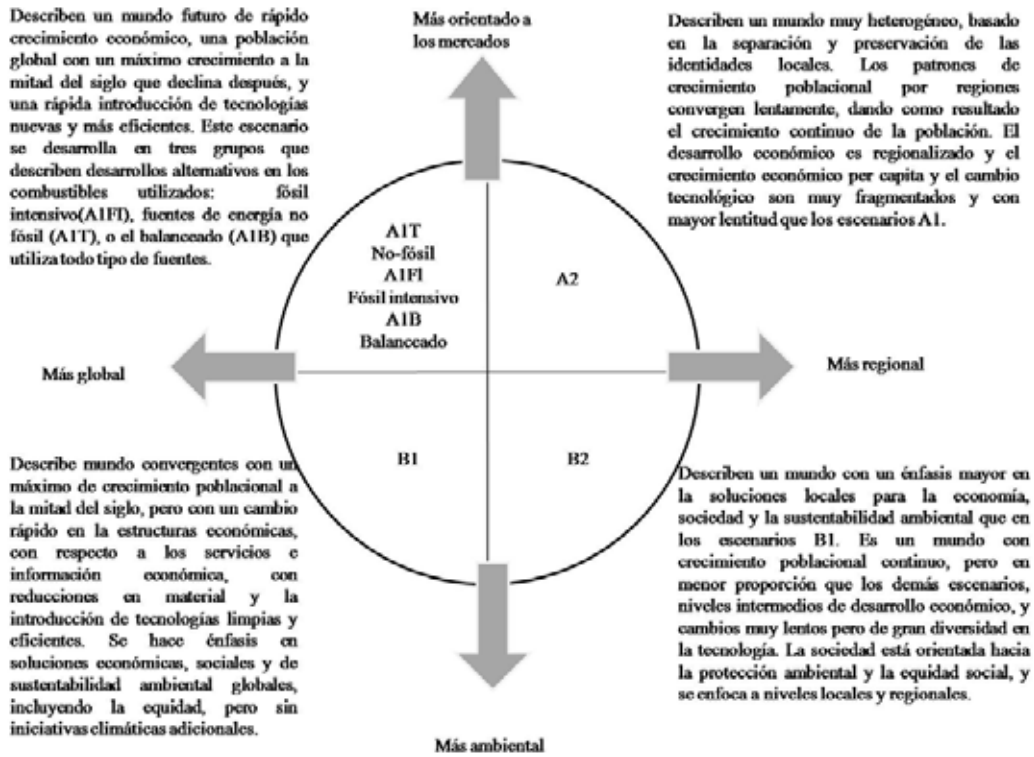 Describen un mundo futuro de rápido
crecimiento económico, una población
global con un máximo crecimiento a la
mitad del siglo que declina después, y
una rápida introducción de tecnologías
nuevas y más eficientes. Este escenario
se desarrolla en tres grupos que
describen desarrollos alternativos en los
combustibles utilizados: fósil
intensivo(A1FI), fuentes de energía no
fósil (A1T), o el balanceado (A1B) que
utiliza todo tipo de fuentes.
Más orientado a
los mercados
Describen un mundo muy heterogéneo, basado
en la separación y preservación de las
identidades locales. Los patrones de
crecimiento poblacional por regiones
convergen lentamente, dando como resultado
el crecimiento continuo de la población. El
desarrollo económico es regionalizado y el
crecimiento económico per capita y el cambio
tecnológico son muy fragmentados y con
mayor lentitud que los escenarios A1.
A1T
No-fósil
A1FI
Fósil intensivo
A1B
Balanceado
A2
Más global
Más regional
B1
B2
Describe mundo convergentes con un
máximo de crecimiento poblacional a
la mitad del siglo, pero con un cambio
rápido en la estructuras económicas,
con respecto a los servicios e
información económica, con
reducciones en material y la
introducción de tecnologías limpias y
eficientes. Se hace énfasis en
soluciones económicas, sociales y de
sustentabilidad ambiental globales,
incluyendo la equidad, pero sin
iniciativas climáticas adicionales.
Describen un mundo con un énfasis mayor en
la soluciones locales para la economía,
sociedad y la sustentabilidad ambiental que en
los escenarios B1. Es un mundo con
crecimiento poblacional continuo, pero en
menor proporción que los demás escenarios,
niveles intermedios de desarrollo económico, y
cambios muy lentos pero de gran diversidad en
la tecnología. La sociedad está orientada hacia
la protección ambiental y la equidad social, y
se enfoca a niveles locales y regionales.
Más ambiental